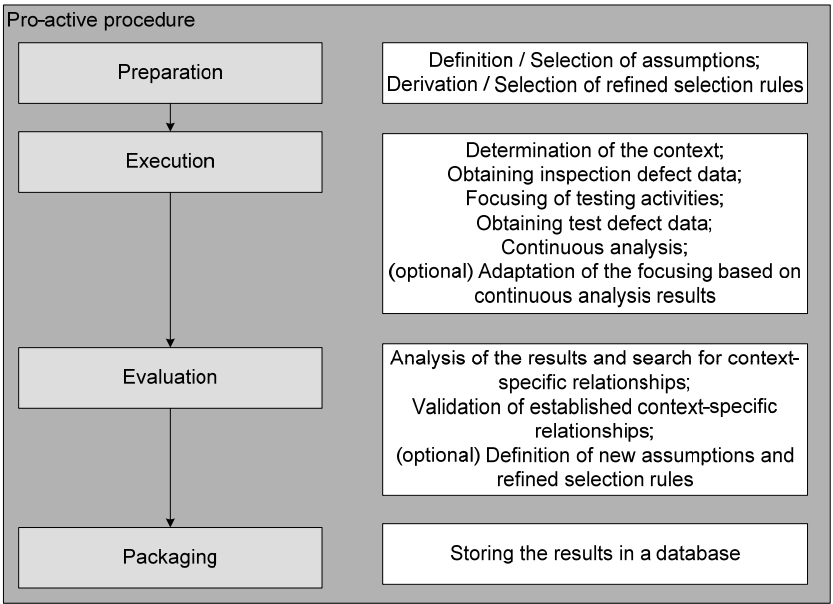 Pro-active procedure
Preparation
Definition / Selection of assumptions;
Derivation / Selection of refined selection rules
Execution
Determination of the context;
Obtaining inspection defect data;
Focusing of testing activities;
Obtaining test defect data;
Continuous analysis;
(optional) Adaptation of the focusing based on
continuous analysis results
Evaluation
Analysis of the results and search for context-
specific relationships;
Validation of established context-specific
relationships;
(optional) Definition of new assumptions and
refined selection rules
Packaging
Storing the results in a database